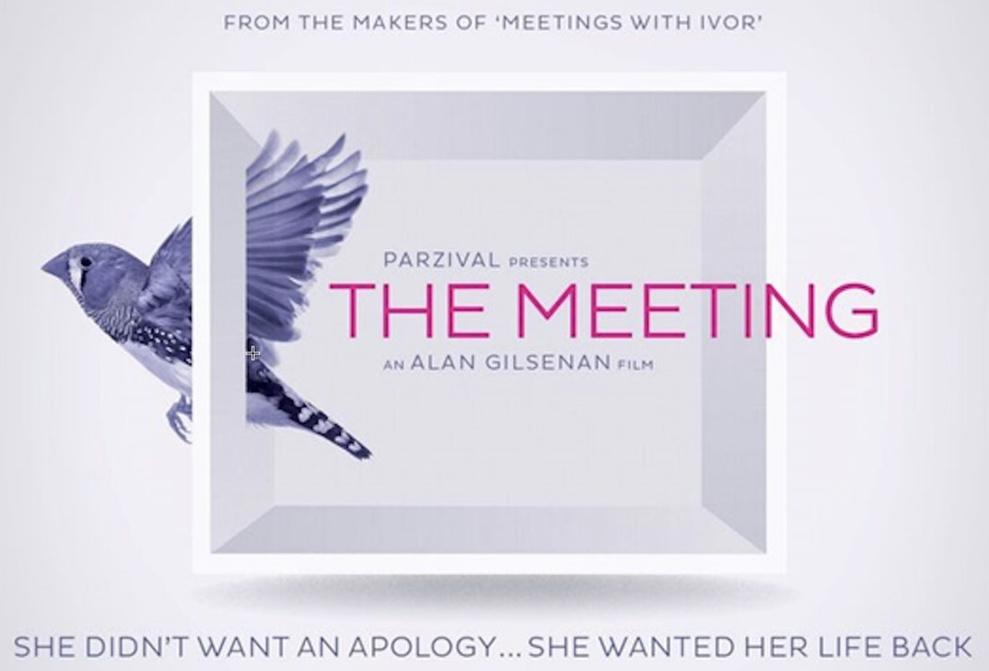 FROM THE MAKERS OF ‘MEETINGS WITH IVOR’
PARZIVAL PRESENTS
THE MEETING
AN ALAN GILSENAN FILM
SHE DIDN’T WANT AN APOLOGY... SHE WANTED HER LIFE BACK